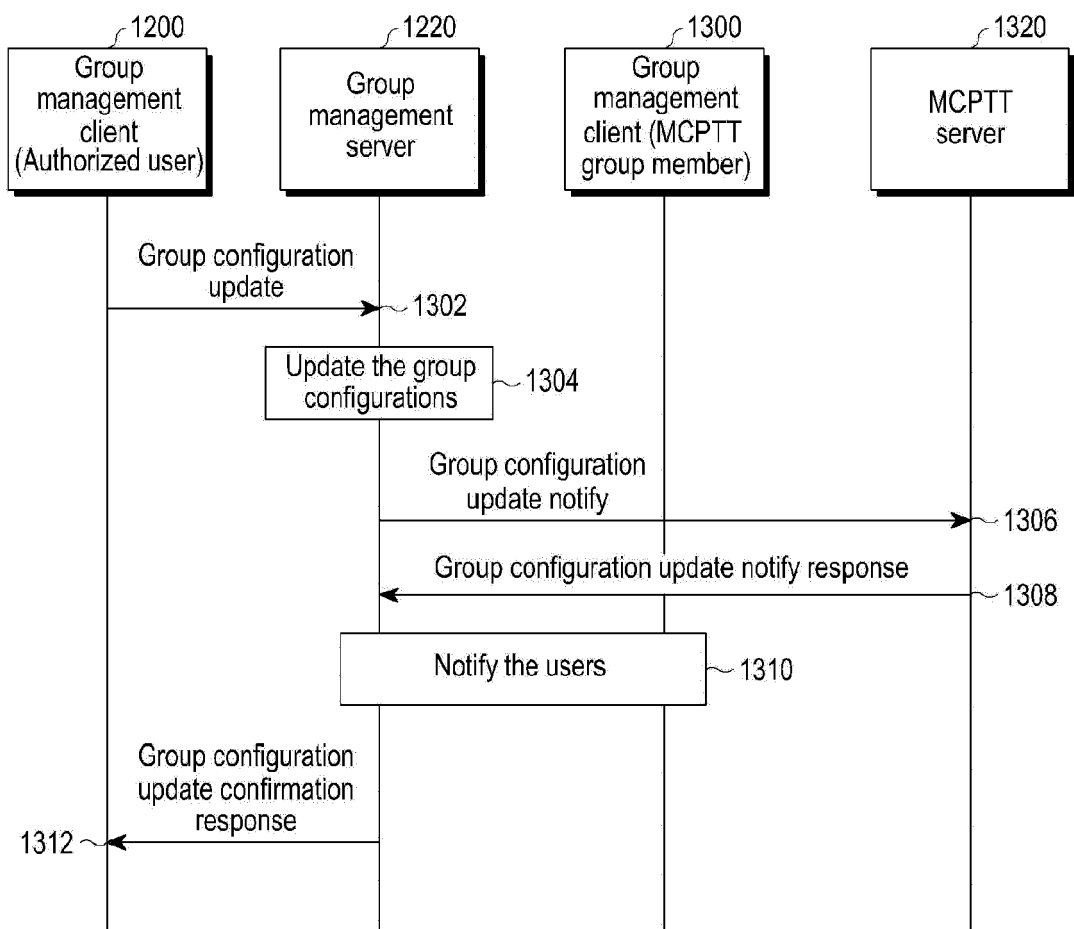 1200
1220
1300
1320
Group
management
client
(Authorized user)
Group
management
server
Group
management
client (MCPTT
group member)
MCPTT
server
Group configuration
update
1302
Update the group
configurations
1304
Group configuration
update notify
1306
Group configuration update notify response
1308
Notify the users
1310
Group configuration
update confirmation
response
1312